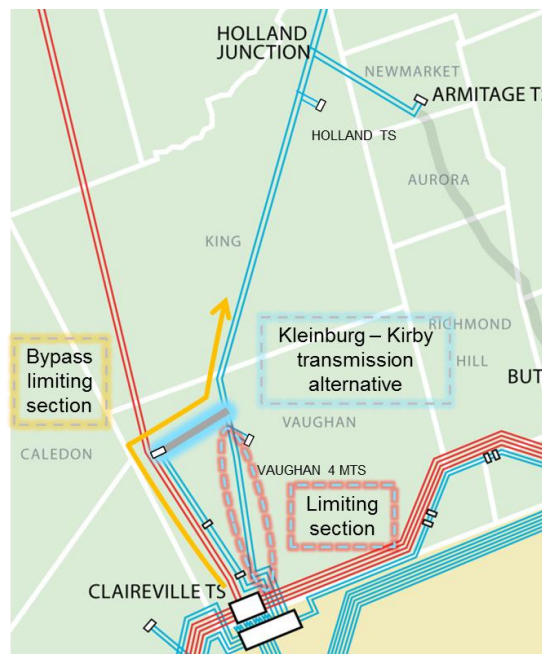 HOLLAND
JUNCTION
NEWMARKET
ARMITAGE T
HOLLAND TS
AURORA
KING
Bypass
limiting
section
Kleinburg – Kirby
transmission
alternative
RICHMOND
HILL
BUT
CALEDON
VAUGHAN
VAUGHAN 4 MTS
Limiting
section
CLAIREVILLE TS